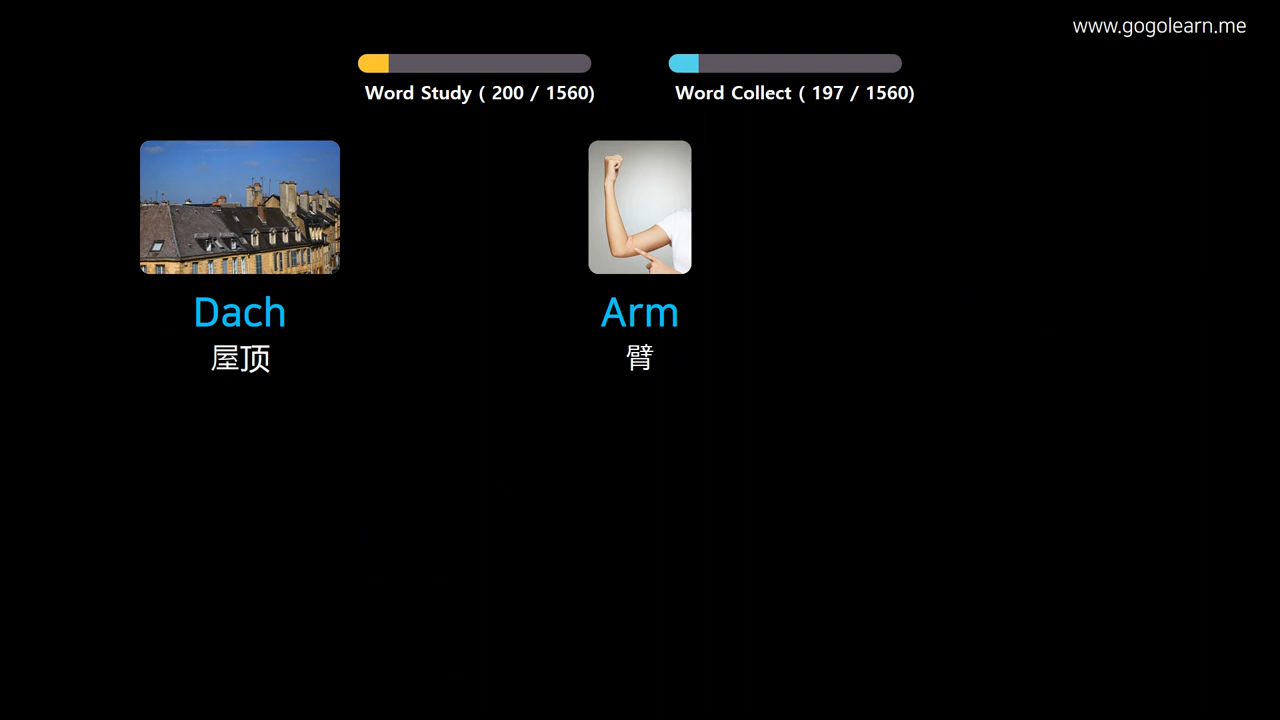 www.gogolearn.me
Word Study ( 200 / 1560)
Word Collect ( 197 / 1560)
Dach
屋顶
Arm
臂